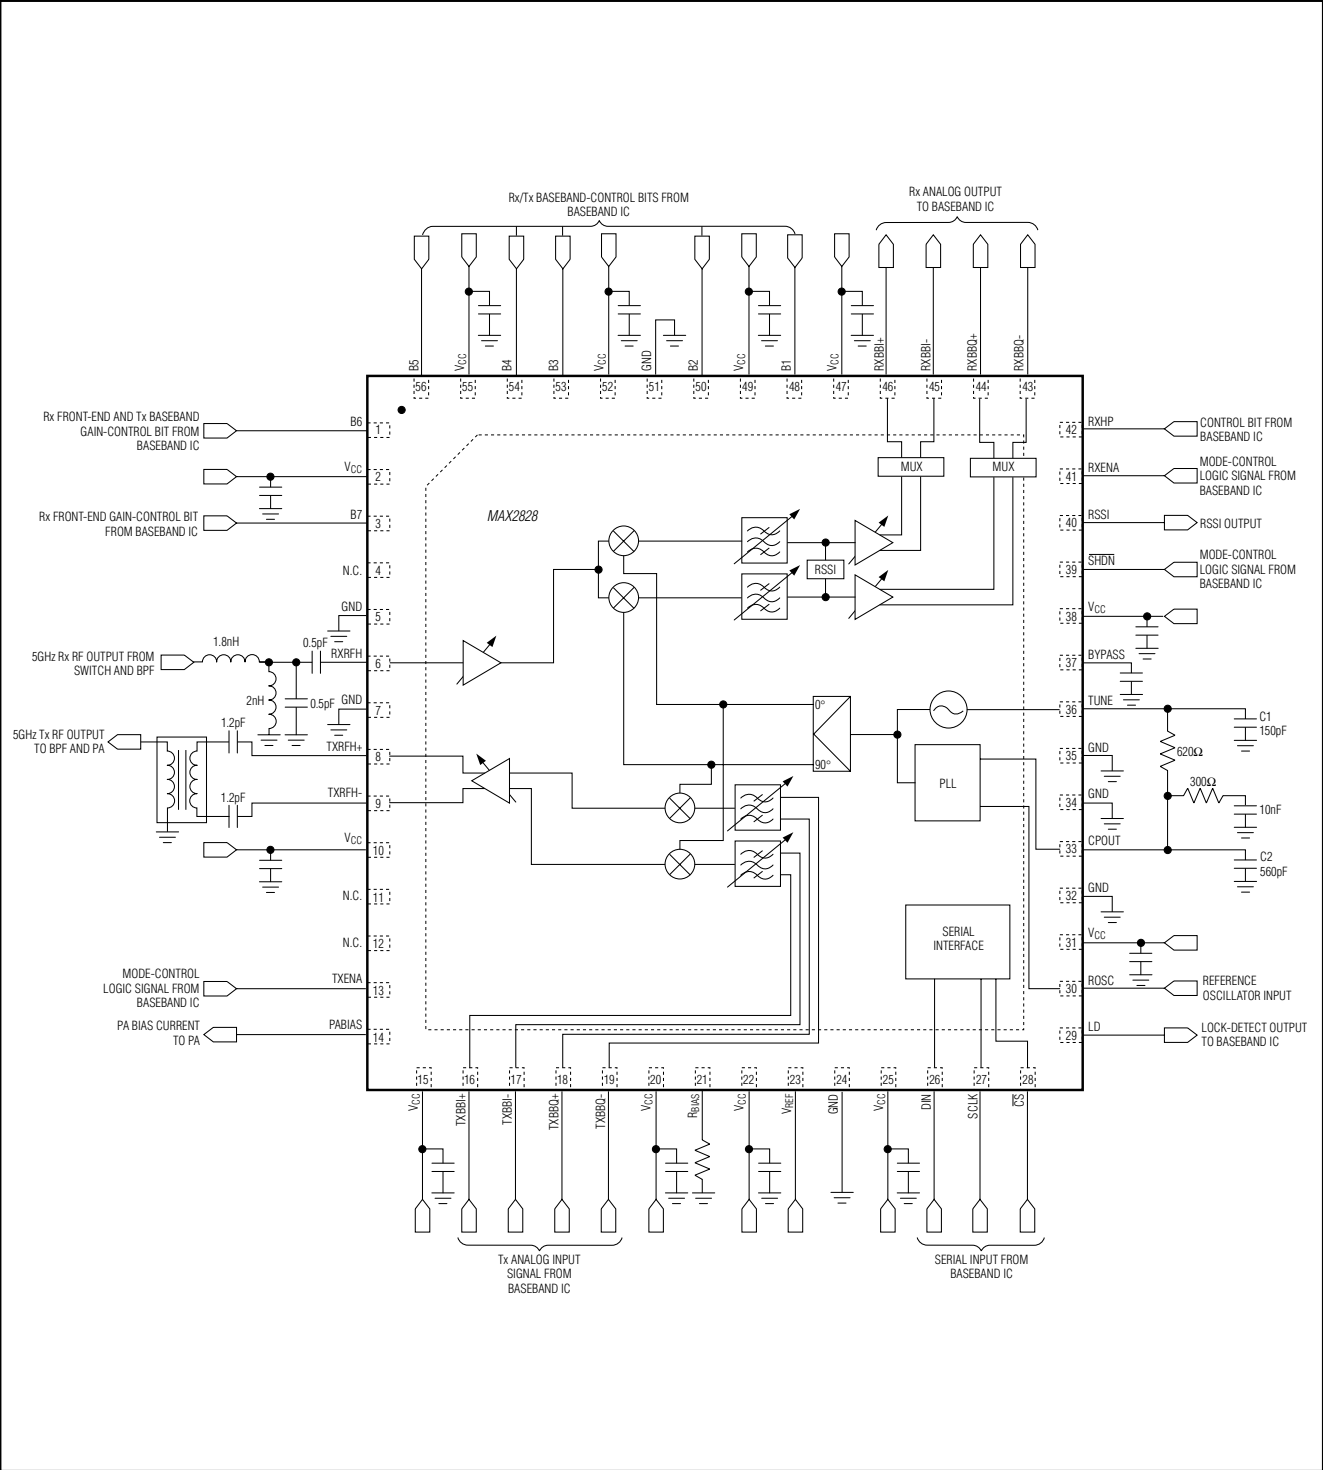 Rx/Tx BASEBAND-CONTROL BITS FROM
BASEBAND IC
Rx ANALOG OUTPUT
TO BASEBAND IC
B5
VCC
B4
B3
VCC
GND
B2
VCC
B1
VCC
RXBBI+
RXBBI-
RXBBQ+
RXBBQ-
56
55
54
53
52
51
50
49
48
47
46
45
44
43
Rx FRONT-END AND Tx BASEBAND
GAIN-CONTROL BIT FROM
BASEBAND IC
B6
1
VCC
2
Rx FRONT-END GAIN-CONTROL BIT
FROM BASEBAND IC
B7
3
N.C.
4
GND
5
5GHz Rx RF OUTPUT FROM
SWITCH AND BPF
1.8nH
0.5pF
RXRFH
6
2nH
0.5pF
GND
7
5GHz Tx RF OUTPUT
TO BPF AND PA
1.2pF
TXRFH+
8
1.2pF
TXRFH-
9
VCC
10
N.C.
11
N.C.
12
MODE-CONTROL
LOGIC SIGNAL FROM
BASEBAND IC
TXENA
13
PA BIAS CURRENT
TO PA
PABIAS
14
MAX2828
MUX
MUX
RSSI
0°
90°
PLL
SERIAL
INTERFACE
42
RXHP
CONTROL BIT FROM
BASEBAND IC
41
RXENA
MODE-CONTROL
LOGIC SIGNAL FROM
BASEBAND IC
40
RSSI
RSSI OUTPUT
39
SHDN
MODE-CONTROL
LOGIC SIGNAL FROM
BASEBAND IC
38
VCC
37
BYPASS
36
TUNE
C1
150pF
620Ω
35
GND
300Ω
34
GND
10nF
33
CPOUT
C2
560pF
32
GND
31
VCC
30
ROSC
REFERENCE
OSCILLATOR INPUT
29
LD
LOCK-DETECT OUTPUT
TO BASEBAND IC
15
16
17
18
19
20
21
22
23
24
25
26
27
28
VCC
TXBBI+
TXBBI-
TXBBQ+
TXBBQ-
VCC
RBIAS
VCC
VREF
GND
VCC
DIN
SCLK
CS
Tx ANALOG INPUT
SIGNAL FROM
BASEBAND IC
SERIAL INPUT FROM
BASEBAND IC